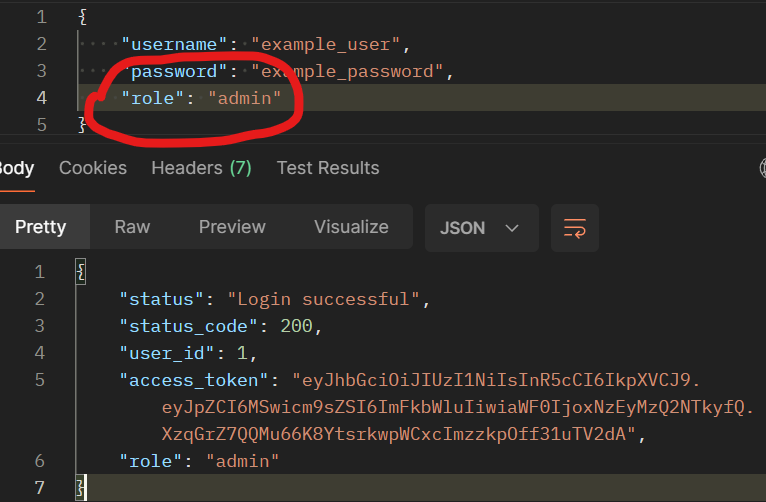 1 {
2 "username": "example_user",
3 "password": "example_password",
4 "role": "admin"
5 }
Body Cookies Headers (7) Test Results
Pretty Raw Preview Visualize JSON
1 {
2 "status": "Login successful",
3 "status_code": 200,
4 "user_id": 1,
5 "access_token": "eyJhbGciOiJIUzI1NiIsInR5cCI6IkpXVCJ9.
eyJpZCI6MSwicm9sZSI6ImFkbWluIiwiaWF0IjoxNzEyMzQ2NTkyfQ.
XzqGrZ7QQMu66K8YtsrkwpWCxcImzzkpOff31uTV2dA",
6 "role": "admin"
7 }